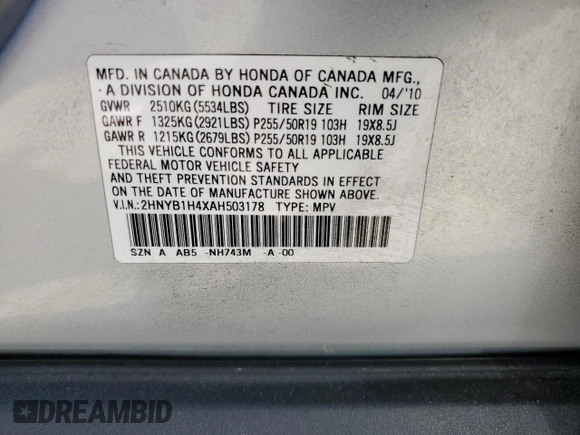 MFD. IN CANADA BY HONDA OF CANADA MFG.,
A DIVISION OF HONDA CANADA INC. 04/'10
GVWR 2510KG(5534LBS) TIRE SIZE RIM SIZE
GAWR F 1325KG(2921LBS) P255/50R19 103H 19X8.5J
GAWR R 1215KG(2679LBS) P255/50R19 103H 19X8.5J
THIS VEHICLE CONFORMS TO ALL APPLICABLE
FEDERAL MOTOR VEHICLE SAFETY
AND THEFT PREVENTION STANDARDS IN EFFECT
ON THE DATE OF MANUFACTURE SHOWN ABOVE.
V.I.N.:2HNYB1H4XAH503178 TYPE: MPV
SZN A AB5 -NH743M -A -00
DREAMBID